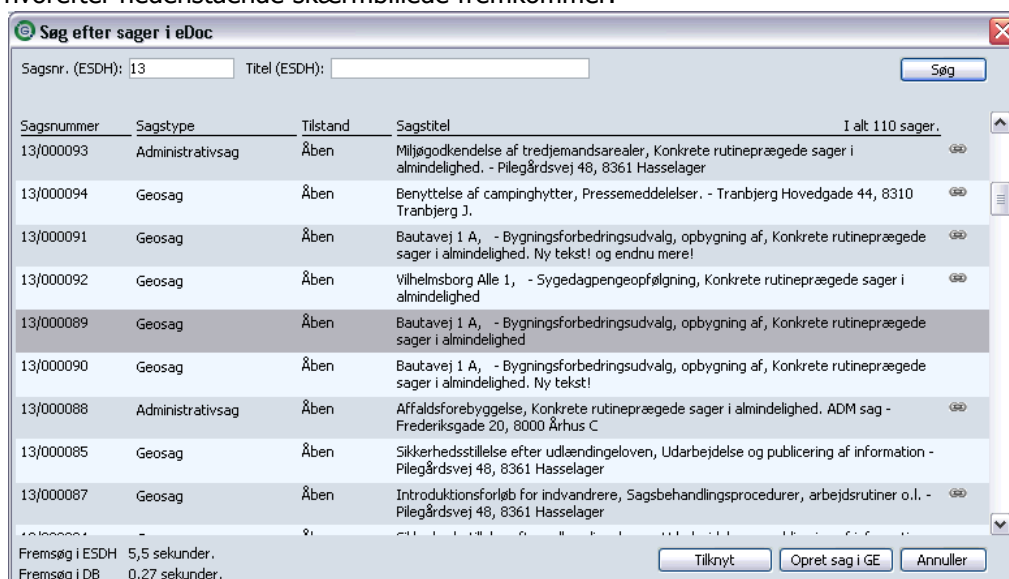 hvorefter nedenstående skærmbillede fremkommer.
Søg efter sager i eDoc
Sagsnr. (ESDH): 13 Titel (ESDH): Søg
Sagsnummer Sagstype Tilstand Sagstitel I alt 110 sager.
13/000093 Administrativsag Åben Miljøgodkendelse af tredjemandsarealer, Konkrete rutineprægede sager i
almindelighed. - Pilegårdsvej 48, 8361 Hasselager
13/000094 Geosag Åben Benyttelse af campinghytter, Pressemeddelelser. - Tranbjerg Hovedgade 44, 8310
Tranbjerg J.
13/000091 Geosag Åben Bautavej 1 A, - Bygningsforbedringsudvalg, opbygning af, Konkrete rutineprægede
sager i almindelighed. Ny tekst! og endnu mere!
13/000092 Geosag Åben Vilhelmsborg Alle 1, - Sygedagpengeopfølgning, Konkrete rutineprægede sager i
almindelighed
13/000089 Geosag Åben Bautavej 1 A, - Bygningsforbedringsudvalg, opbygning af, Konkrete rutineprægede
sager i almindelighed
13/000090 Geosag Åben Bautavej 1 A, - Bygningsforbedringsudvalg, opbygning af, Konkrete rutineprægede
sager i almindelighed. Ny tekst!
13/000088 Administrativsag Åben Affaldsforebyggelse, Konkrete rutineprægede sager i almindelighed. ADM sag -
Frederiksgade 20, 8000 Århus C
13/000085 Geosag Åben Sikkerhedsstillelse efter udlændingeloven, Udarbejdelse og publicering af information -
Pilegårdsvej 48, 8361 Hasselager
13/000087 Geosag Åben Introduktionsforløb for indvandrere, Sagsbehandlingsprocedurer, arbejdsrutiner o.l. -
Pilegårdsvej 48, 8361 Hasselager
Fremsøg i ESDH 5,5 sekunder. Tilknyt Opret sag i GE Annuller
Fremsøg i DB 0,27 sekunder.